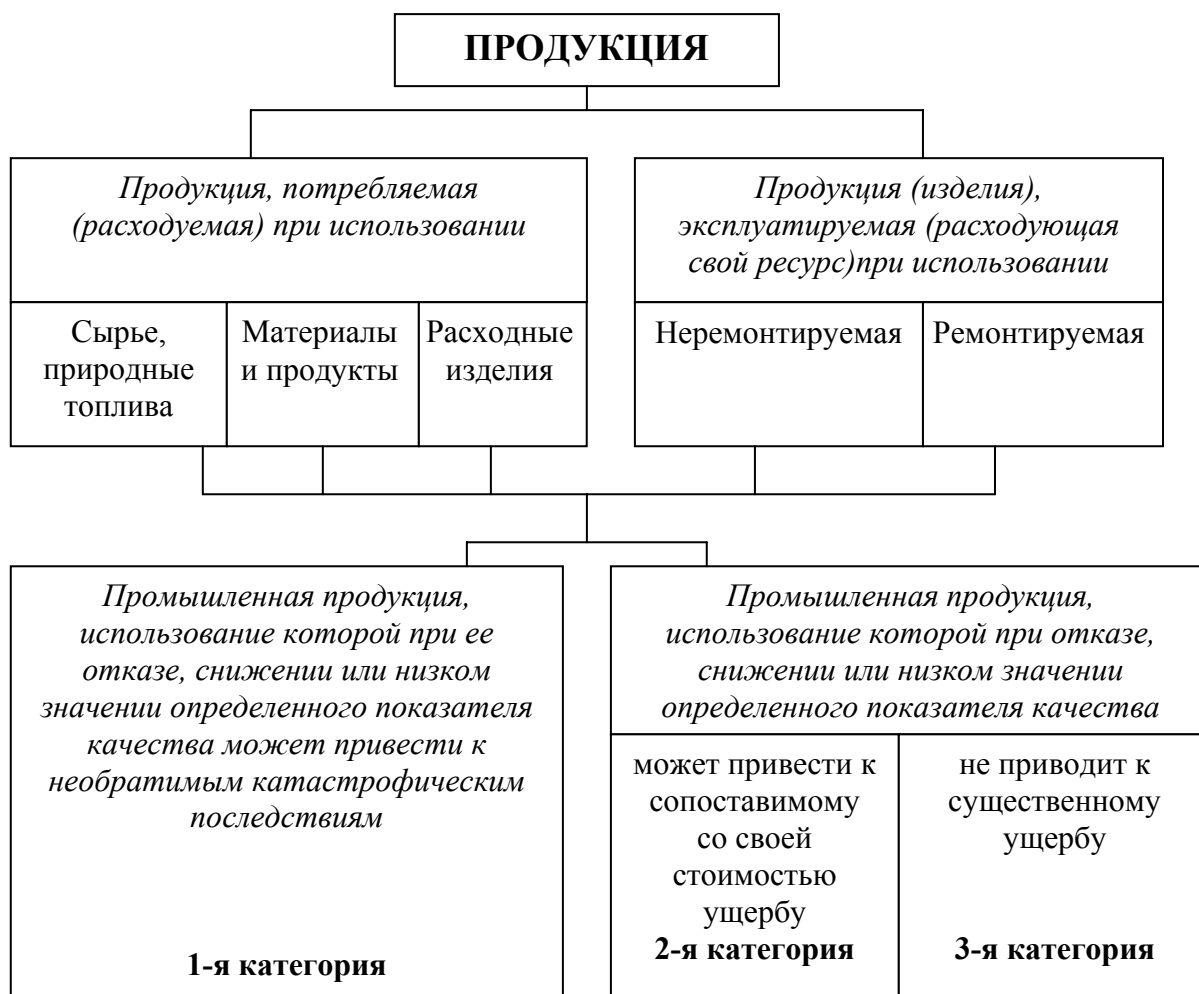 ПРОДУКЦИЯ
Продукция, потребляемая
(расходуемая) при использовании
Продукция (изделия),
эксплуатируемая (расходующая
свой ресурс)при использовании
Сырье,
природные
топлива
Материалы
и продукты
Расходные
изделия
Неремонтируемая
Ремонтируемая
Промышленная продукция,
использование которой при ее
отказе, снижении или низком
значении определенного показателя
качества может привести к
необратимым катастрофическим
последствиям
1-я категория
Промышленная продукция,
использование которой при отказе,
снижении или низком значении
определенного показателя качества
может привести к
сопоставимому
со своей
стоимостью
ущербу
2-я категория
не приводит к
существенному
ущербу
3-я категория